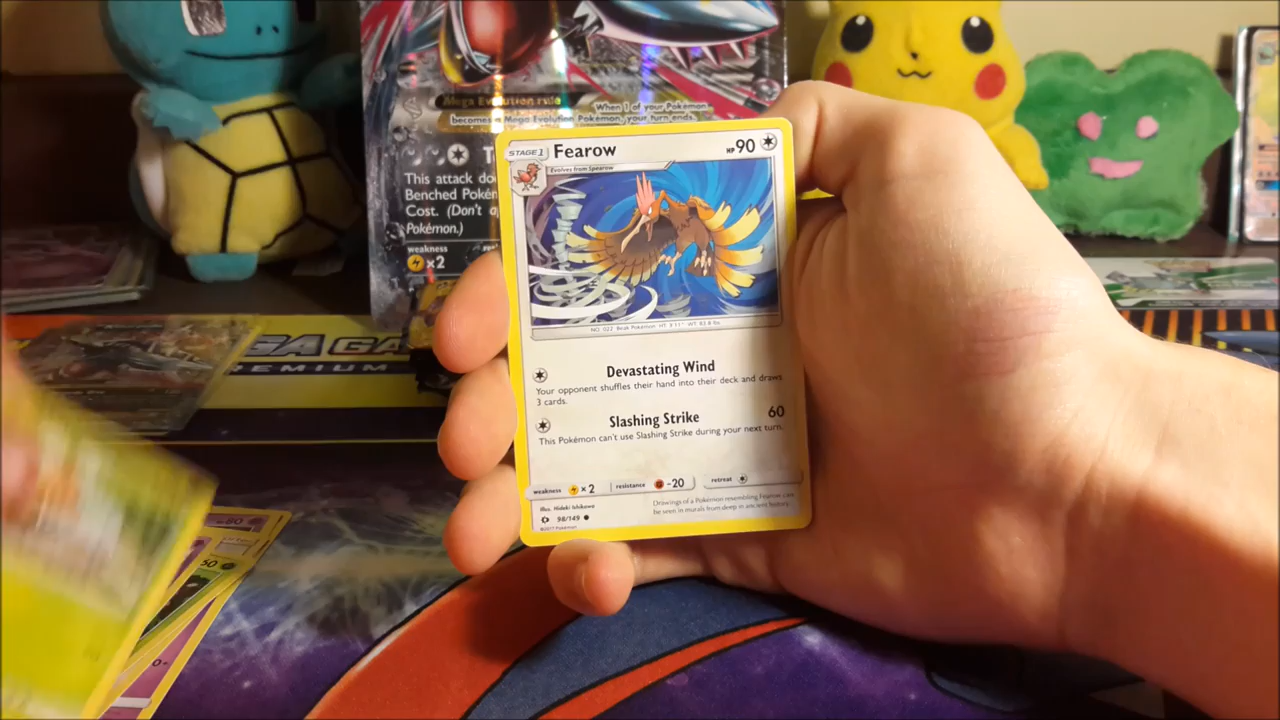 Mega Evolution rule
When 1 of your Pokémon
becomes a Mega Evolution Pokémon, your turn ends.
This attack do
Benched Pokém
Cost. (Don't a
Pokémon.)
weakness
×2
GA GA
PREMIUM
STAGE 1
Fearow
HP 90
Evolves from Spearow
NO. 022 Beak Pokémon HT: 3'11" WT: 83.8 lbs.
Devastating Wind
Your opponent shuffles their hand into their deck and draws
3 cards.
Slashing Strike 60
This Pokémon can't use Slashing Strike during your next turn.
weakness ×2 resistance -20 retreat
Illus. Hideki Ishikawa
98/149
©2017 Pokémon
Drawings of a Pokémon resembling Fearow can
be seen in murals from deep in ancient history.
60
50